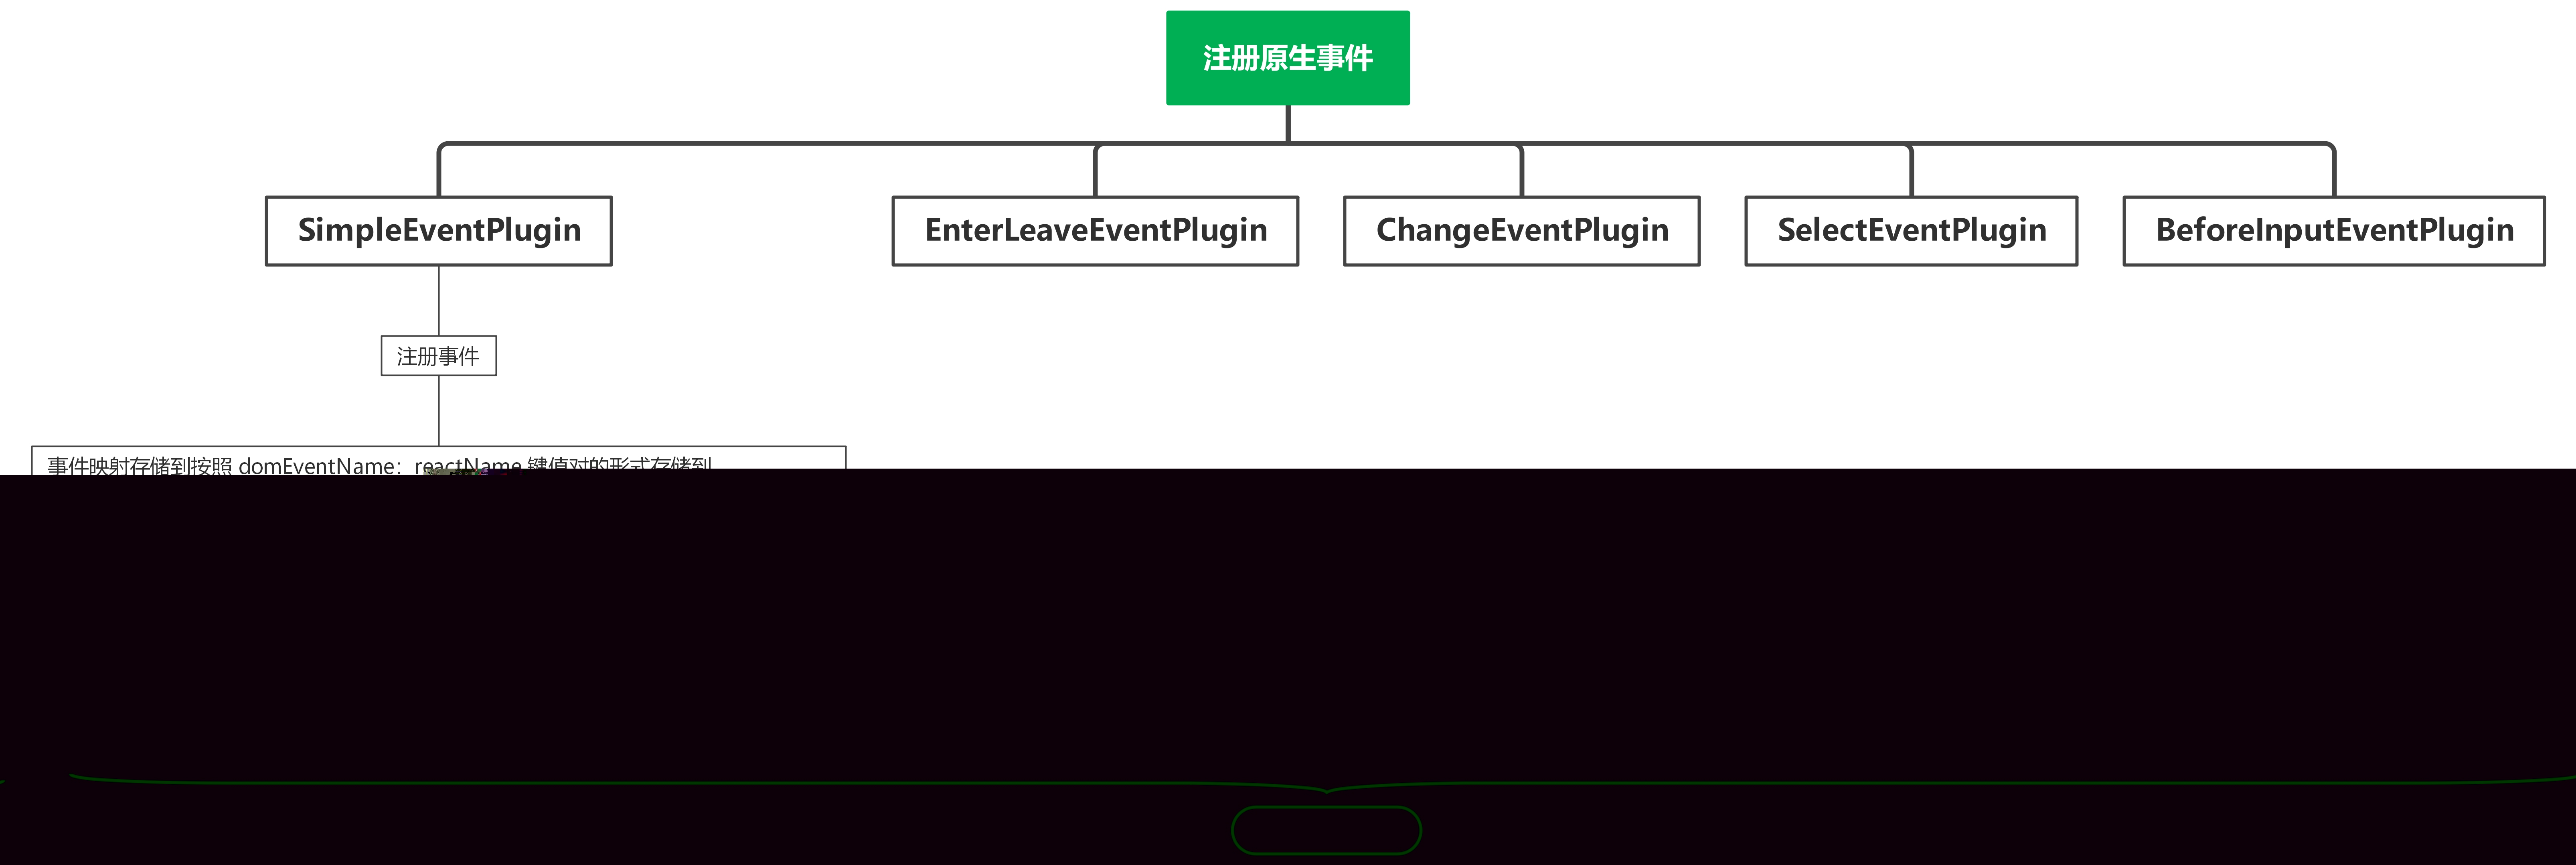 注册原生事件
SimpleEventPlugin
EnterLeaveEventPlugin
ChangeEventPlugin
SelectEventPlugin
BeforeInputEventPlugin
注册事件
事件映射存储到按照 domEventName：reactName 键值对的形式存储到